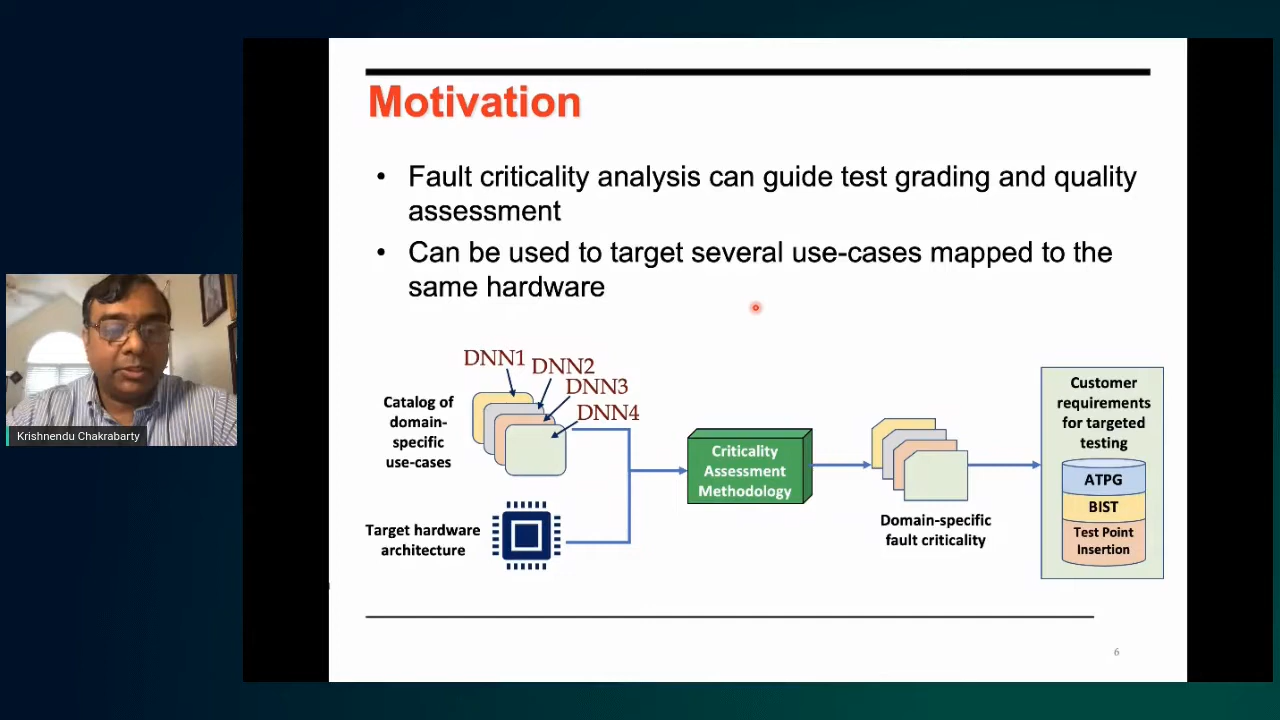 Motivation
• Fault criticality analysis can guide test grading and quality
assessment
• Can be used to target several use-cases mapped to the
same hardware
DNN1
DNN2
DNN3
DNN4
Catalog of
domain-
specific
use-cases
Target hardware
architecture
Criticality
Assessment
Methodology
Domain-specific
fault criticality
Customer
requirements
for targeted
testing
ATPG
BIST
Test Point
Insertion
Krishnendu Chakrabarty
6